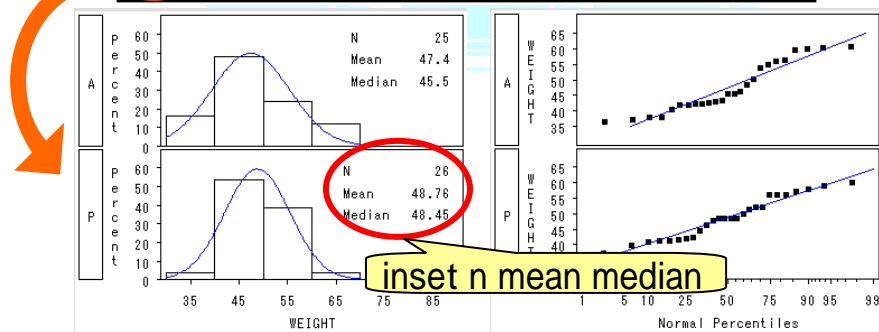 A
Percent
60
50
40
30
20
10
0
N 25
Mean 47.4
Median 45.5
P
Percent
60
50
40
30
20
10
0
N 26
Mean 48.76
Median 48.45
35 45 55 65 75 85
WEIGHT
A
WEIGHT
65
60
55
50
45
40
35
P
WEIGHT
65
60
55
50
45
40
inset n mean median
1 5 10 25 50 75 90 95 99
Normal Percentiles